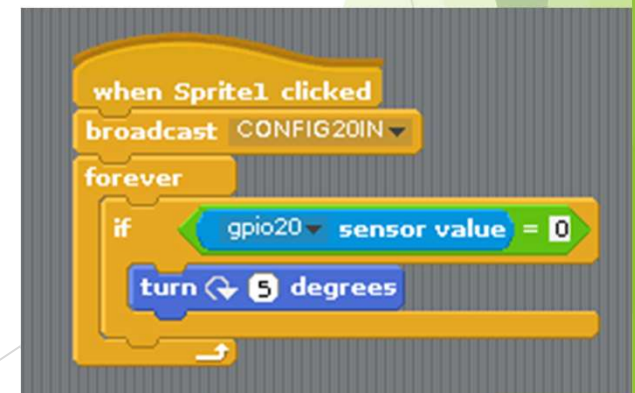 when Sprite1 clicked
broadcast CONFIG20IN
forever
if gpio20 sensor value = 0
turn 5 degrees